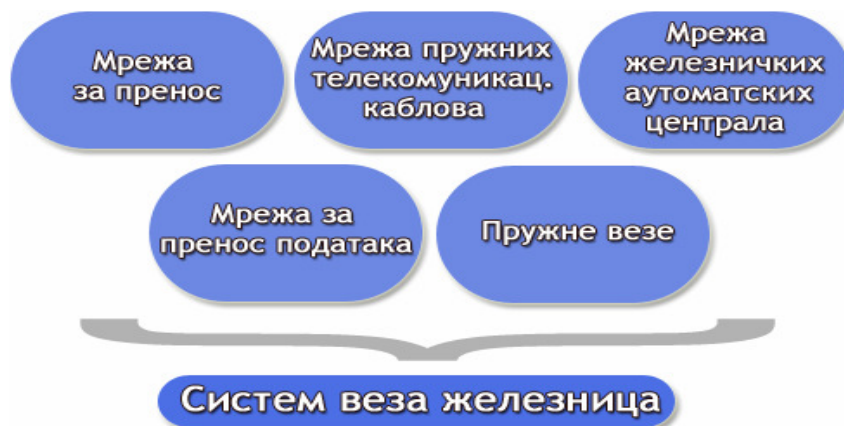 Мрежа
за пренос
Мрежа пружних
телекомуникац.
каблова
Мрежа
железничких
аутоматских
централа
Мрежа за
пренос података
Пружне везе
Систем веза железница